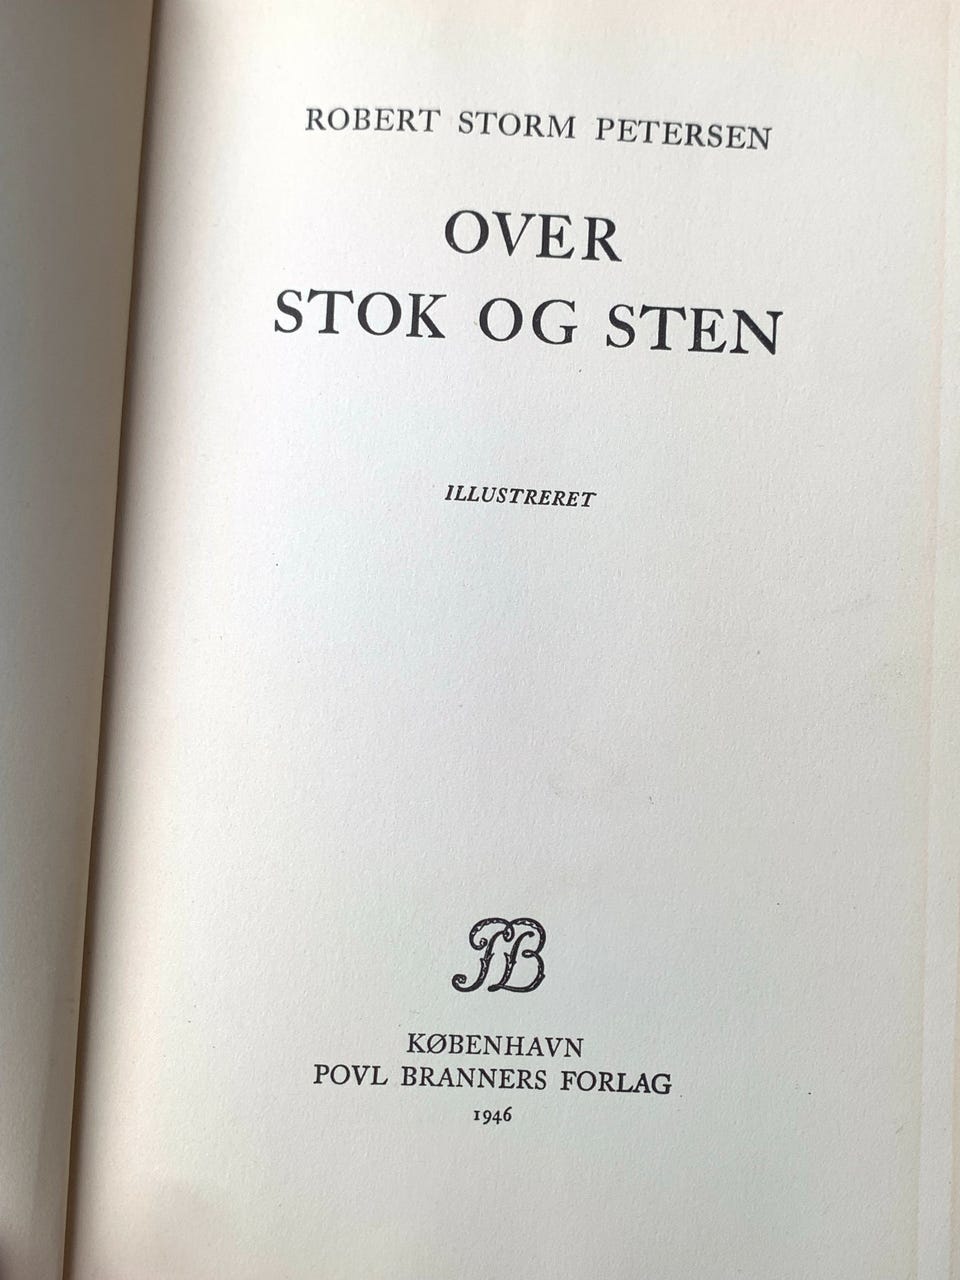 ROBERT STORM PETERSEN
OVER
STOK OG STEN
ILLUSTRERET
PB
KØBENHAVN
POVL BRANNERS FORLAG
1946